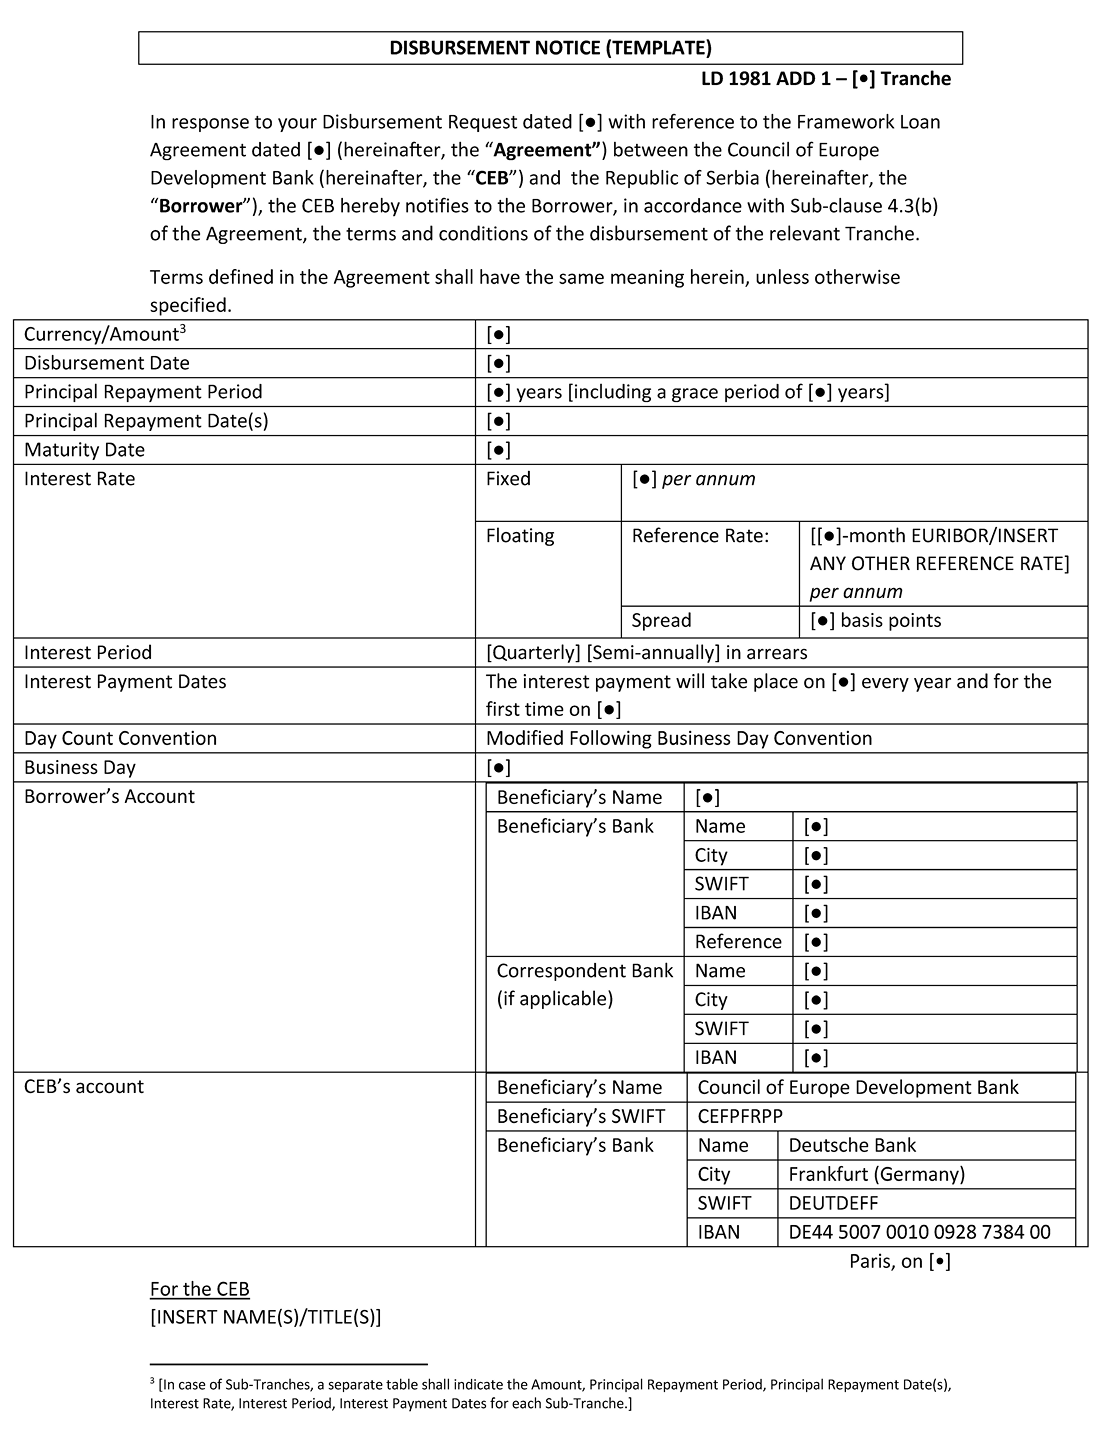 DISBURSEMENT NOTICE (TEMPLATE)
LD 1981 ADD 1 – [•] Tranche
In response to your Disbursement Request dated [●] with reference to the Framework Loan
Agreement dated [●] (hereinafter, the “Agreement”) between the Council of Europe
Development Bank (hereinafter, the “CEB”) and the Republic of Serbia (hereinafter, the
“Borrower”), the CEB hereby notifies to the Borrower, in accordance with Sub-clause 4.3(b)
of the Agreement, the terms and conditions of the disbursement of the relevant Tranche.
Terms defined in the Agreement shall have the same meaning herein, unless otherwise
specified.
Currency/Amount³ [●]
Disbursement Date [●]
Principal Repayment Period [●] years [including a grace period of [●] years]
Principal Repayment Date(s) [●]
Maturity Date [●]
Interest Rate Fixed [●] per annum
Floating Reference Rate: [[●]-month EURIBOR/INSERT
ANY OTHER REFERENCE RATE]
per annum
Spread [●] basis points
Interest Period [Quarterly] [Semi-annually] in arrears
Interest Payment Dates The interest payment will take place on [●] every year and for the
first time on [●]
Day Count Convention Modified Following Business Day Convention
Business Day [●]
Borrower’s Account Beneficiary’s Name [●]
Beneficiary’s Bank Name [●]
City [●]
SWIFT [●]
IBAN [●]
Reference [●]
Correspondent Bank Name [●]
(if applicable) City [●]
SWIFT [●]
IBAN [●]
CEB’s account Beneficiary’s Name Council of Europe Development Bank
Beneficiary’s SWIFT CEFPFRPP
Beneficiary’s Bank Name Deutsche Bank
City Frankfurt (Germany)
SWIFT DEUTDEFF
IBAN DE44 5007 0010 0928 7384 00
Paris, on [•]
For the CEB
[INSERT NAME(S)/TITLE(S)]
³ [In case of Sub-Tranches, a separate table shall indicate the Amount, Principal Repayment Period, Principal Repayment Date(s),
Interest Rate, Interest Period, Interest Payment Dates for each Sub-Tranche.]